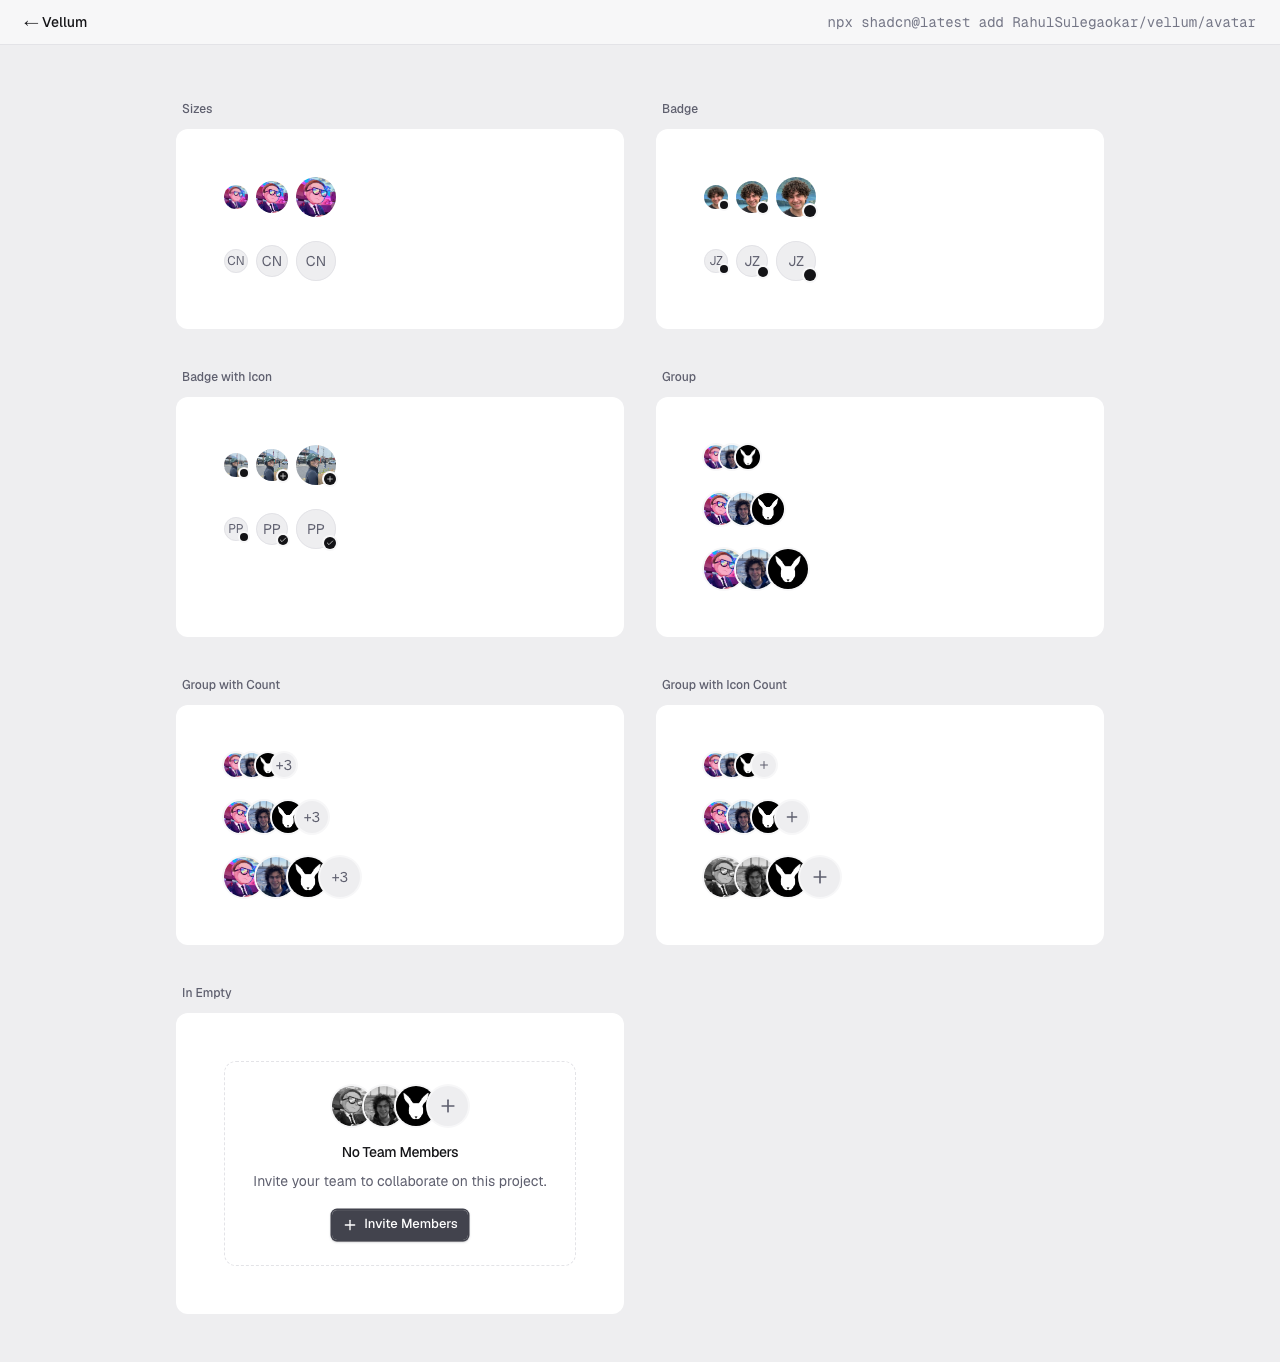 ← Vellum
npx shadcn@latest add RahulSulegaokar/vellum/avatar
Sizes
CN CN CN
Badge
JZ JZ JZ
Badge with Icon
PP PP PP
Group
Group with Count
+3
+3
+3
Group with Icon Count
+
+
+
In Empty
+
No Team Members
Invite your team to collaborate on this project.
+ Invite Members